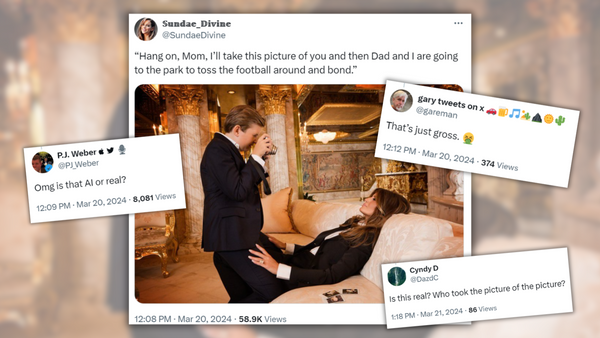 Sundae_Divine
@SundaeDivine
“Hang on, Mom, I’ll take this picture of you and then Dad and I are going
to the park to toss the football around and bond.”
gary tweets on x 🚗🍻🎵🦖⛰️🌞🌵
@gareman
That’s just gross. 🤮
12:12 PM · Mar 20, 2024 · 374 Views
P.J. Weber
@PJ_Weber
Omg is that AI or real?
12:09 PM · Mar 20, 2024 · 8,081 Views
Cyndy D
@DazdC
Is this real? Who took the picture of the picture?
1:18 PM · Mar 21, 2024 · 86 Views
12:08 PM · Mar 20, 2024 · 58.9K Views